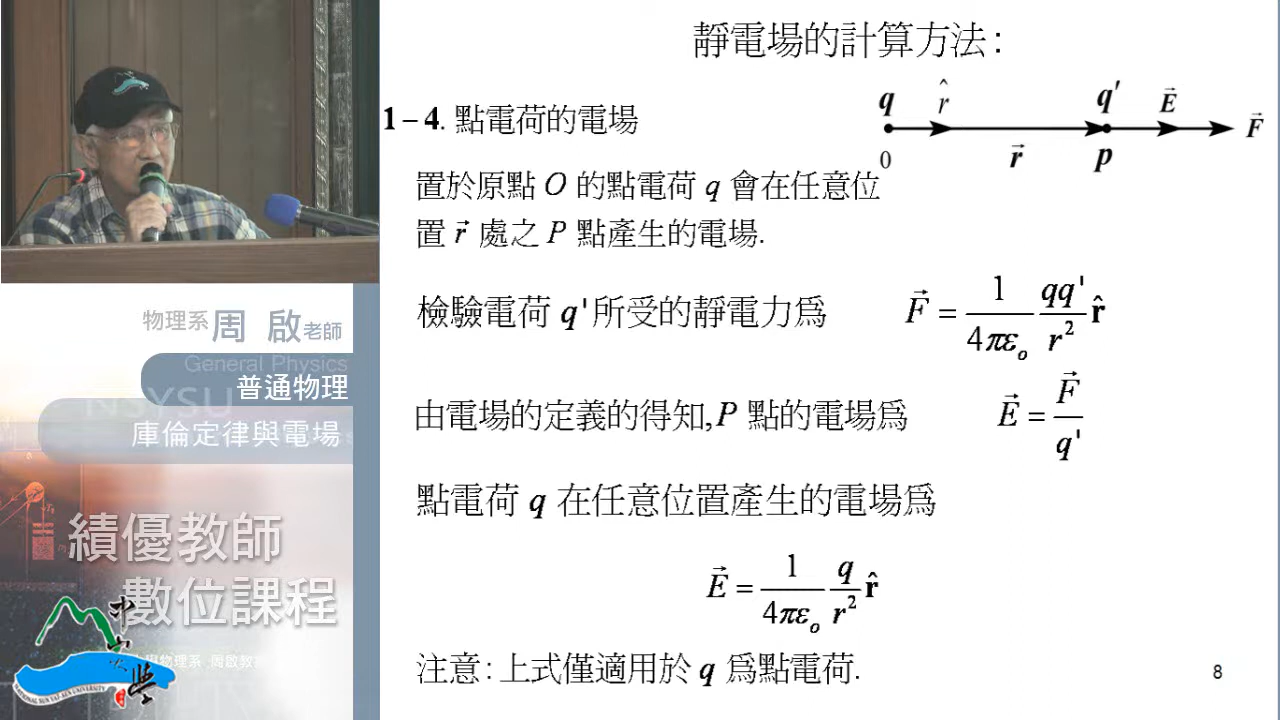 靜電場的計算方法:
1－4. 點電荷的電場
q r̂ q' E⃗ F⃗
0 r⃗ p
置於原點 O 的點電荷 q 會在任意位
置 r⃗ 處之 P 點產生的電場.
檢驗電荷 q'所受的靜電力為 F⃗ = 1/4πε₀ qq'/r² r̂
由電場的定義的得知,P 點的電場為 E⃗ = F⃗/q'
點電荷 q 在任意位置產生的電場為
E⃗ = 1/4πε₀ q/r² r̂
注意:上式僅適用於 q 為點電荷.
8
物理系 周 啟 老師
General Physics
普通物理
NSYSU
庫倫定律與電場
績優教師
數位課程
中山大學